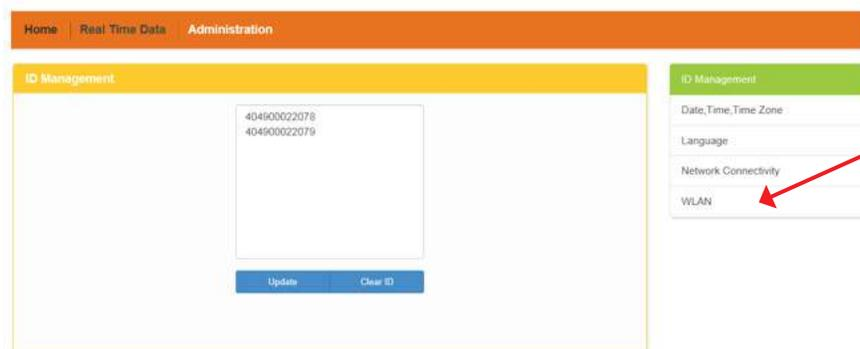 Home Real Time Data Administration
ID Management
404900022078
404900022079
Update Clear ID
ID Management
Date,Time,Time Zone
Language
Network Connectivity
WLAN